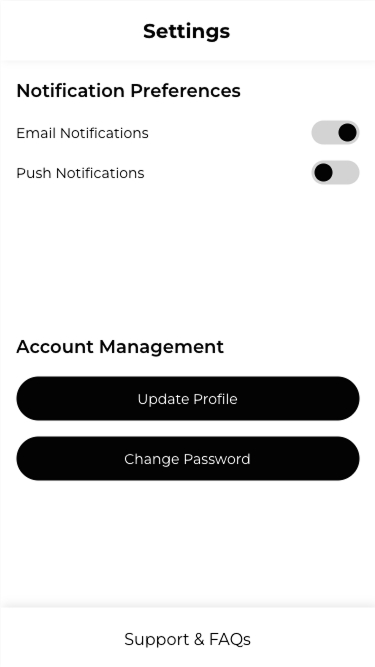 Settings
Notification Preferences
Email Notifications
Push Notifications
Account Management
Update Profile
Change Password
Support & FAQs